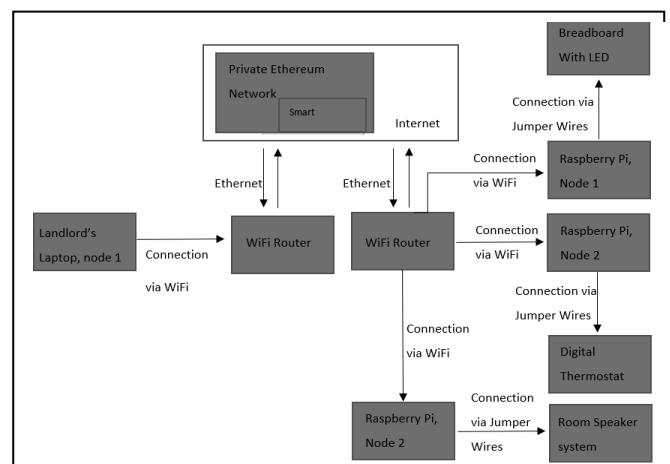 Breadboard
With LED
Private Ethereum
Network
Smart
Internet
Connection via
Jumper Wires
Ethernet
Ethernet
Connection
via WiFi
Raspberry Pi,
Node 1
Landlord's
Laptop, node 1
Connection
via WiFi
WiFi Router
WiFi Router
Connection
via WiFi
Raspberry Pi,
Node 2
Connection via
Jumper Wires
Connection
via WiFi
Digital
Thermostat
Raspberry Pi,
Node 2
Connection
via Jumper
Wires
Room Speaker
system